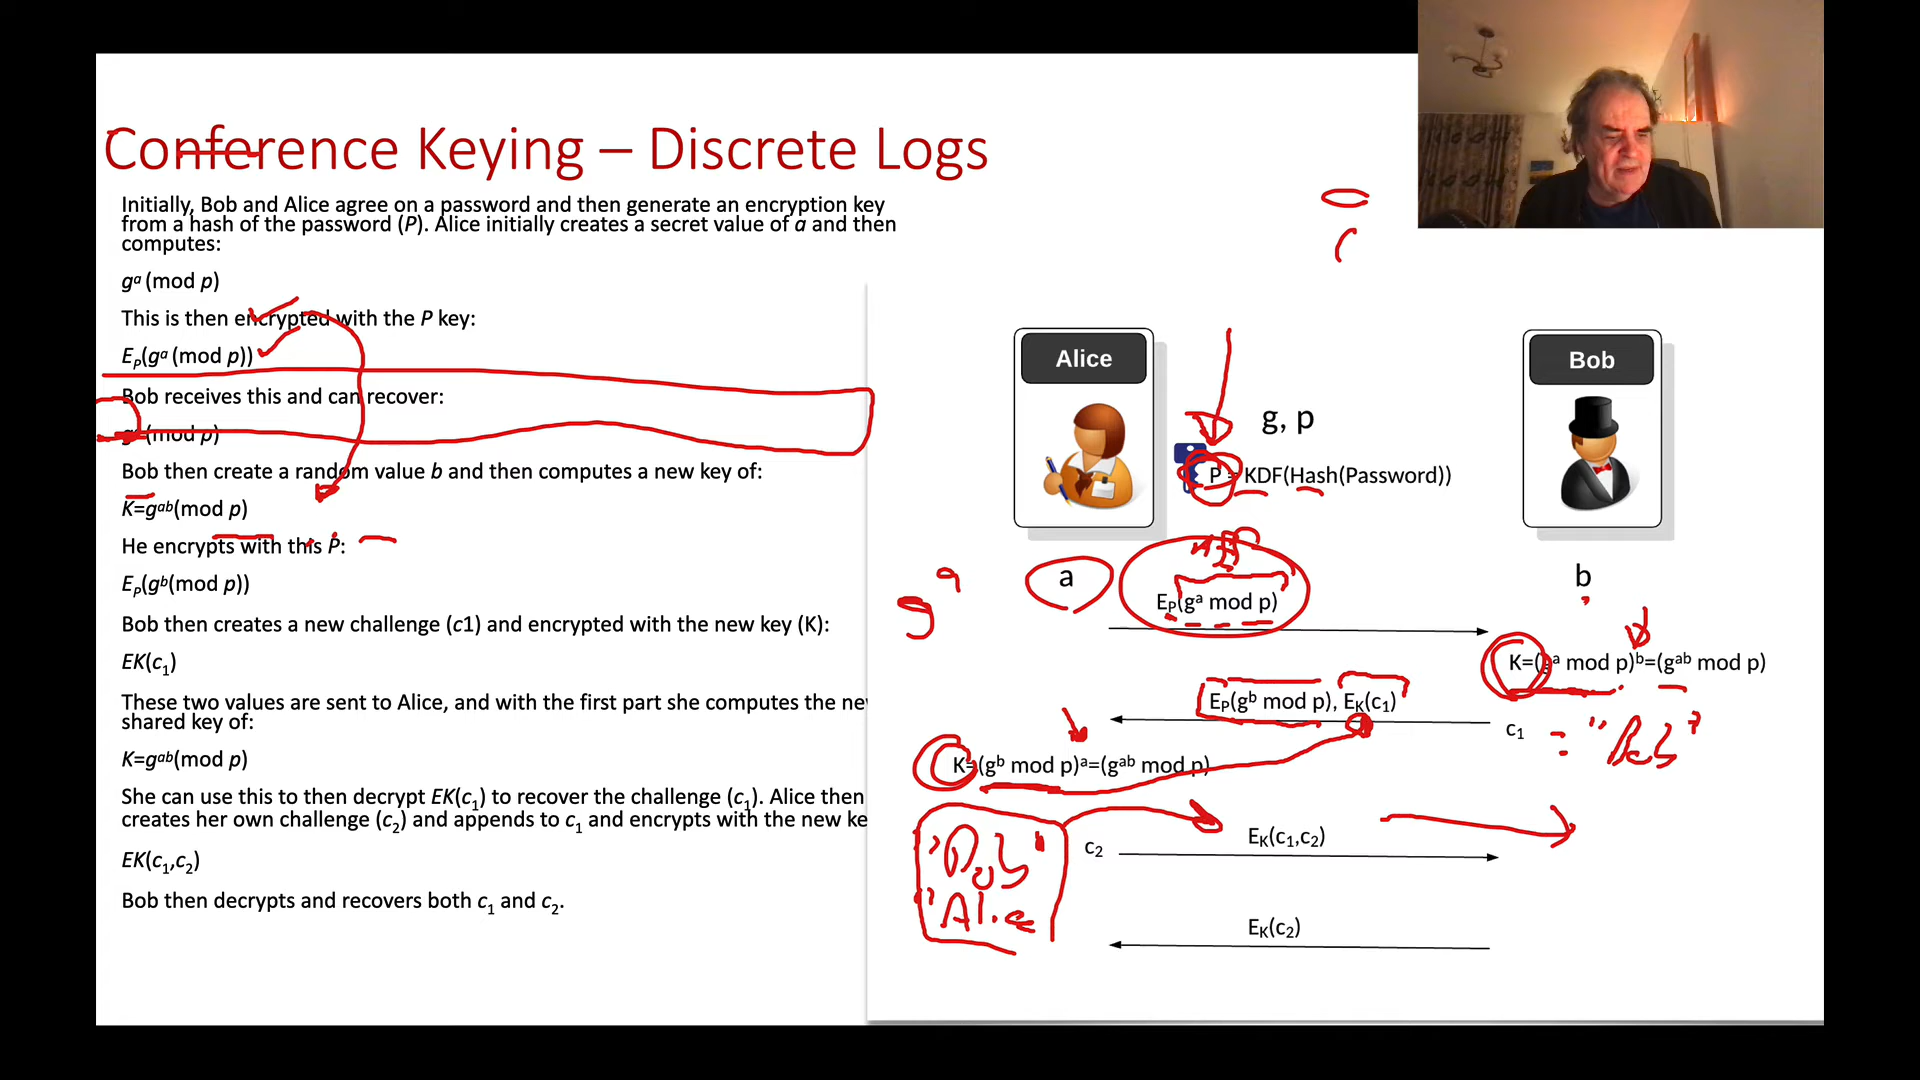 Conference Keying – Discrete Logs
Initially, Bob and Alice agree on a password and then generate an encryption key
from a hash of the password (P). Alice initially creates a secret value of a and then
computes:
gᵃ (mod p)
This is then encrypted with the P key:
Eₚ(gᵃ (mod p))
Bob receives this and can recover:
gᵃ (mod p)
Bob then create a random value b and then computes a new key of:
K=gᵃᵇ(mod p)
He encrypts with this P:
Eₚ(gᵇ(mod p))
Bob then creates a new challenge (c1) and encrypted with the new key (K):
EK(c₁)
These two values are sent to Alice, and with the first part she computes the new
shared key of:
K=gᵃᵇ(mod p)
She can use this to then decrypt EK(c₁) to recover the challenge (c₁). Alice then
creates her own challenge (c₂) and appends to c₁ and encrypts with the new ke
EK(c₁,c₂)
Bob then decrypts and recovers both c₁ and c₂.
Alice
Bob
g, p
P = KDF(Hash(Password))
gᵃ
a
b
Eₚ(gᵃ mod p)
K=(gᵃ mod p)ᵇ=(gᵃᵇ mod p)
Eₚ(gᵇ mod p), Eₖ(c₁)
c₁ = "Bob"
K=(gᵇ mod p)ᵃ=(gᵃᵇ mod p)
"Bob"
"Alice
c₂
Eₖ(c₁,c₂)
Eₖ(c₂)